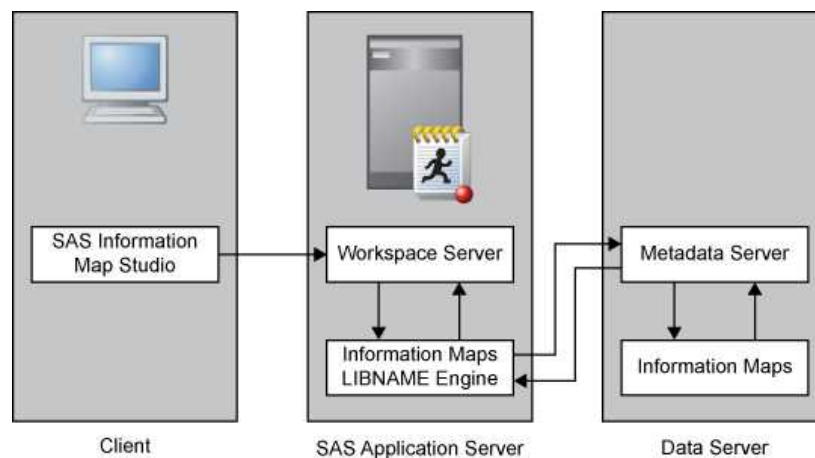 SAS Information
Map Studio
Workspace Server
Metadata Server
Information Maps
LIBNAME Engine
Information Maps
Client
SAS Application Server
Data Server